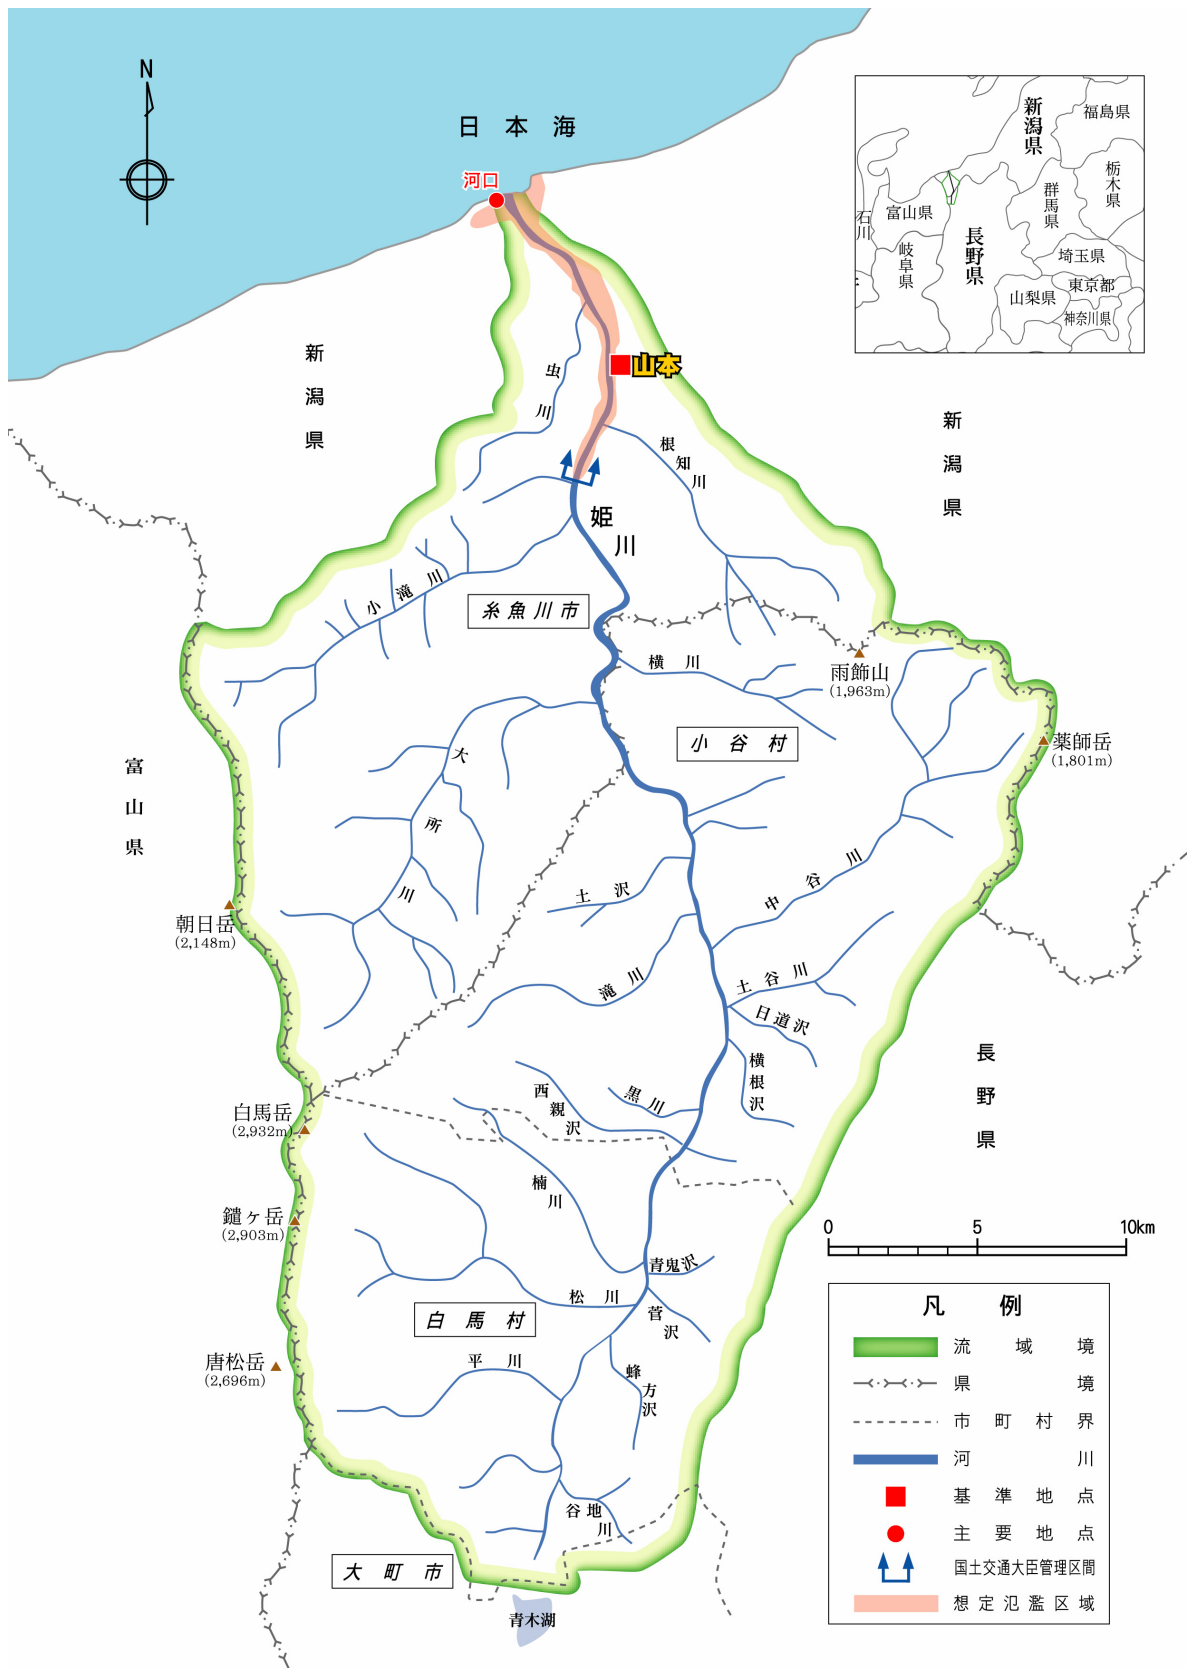 N
日本海
河口
新潟県
福島県
栃木県
群馬県
富山県
石川
長野県
岐阜県
埼玉県
東京都
山梨県
神奈川県
新潟県
虫川
山本
根知川
新潟県
姫川
小滝川
糸魚川市
横川
雨飾山
(1,963m)
小谷村
薬師岳
(1,801m)
富山県
大所川
中谷川
土沢
朝日岳
(2,148m)
滝川
土谷川
日道沢
横根沢
長野県
西親沢
黒川
白馬岳
(2,932m)
楠川
鑓ヶ岳
(2,903m)
青鬼沢
松川
菅沢
白馬村
平川
蜂方沢
唐松岳
(2,696m)
谷地川
大町市
青木湖
0 5 10km
凡例
流域境
県境
市町村界
河川
基準地点
主要地点
国土交通大臣管理区間
想定氾濫区域